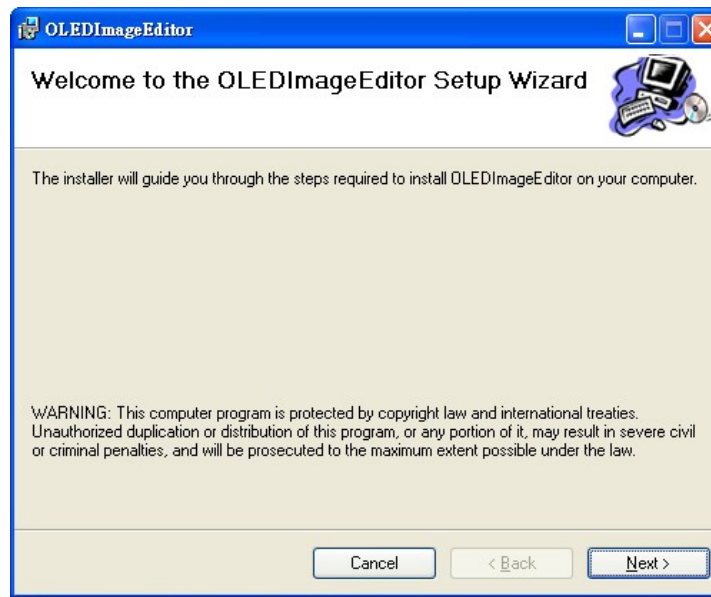 OLEDImageEditor
Welcome to the OLEDImageEditor Setup Wizard
The installer will guide you through the steps required to install OLEDImageEditor on your computer.
WARNING: This computer program is protected by copyright law and international treaties.
Unauthorized duplication or distribution of this program, or any portion of it, may result in severe civil
or criminal penalties, and will be prosecuted to the maximum extent possible under the law.
Cancel < Back Next >